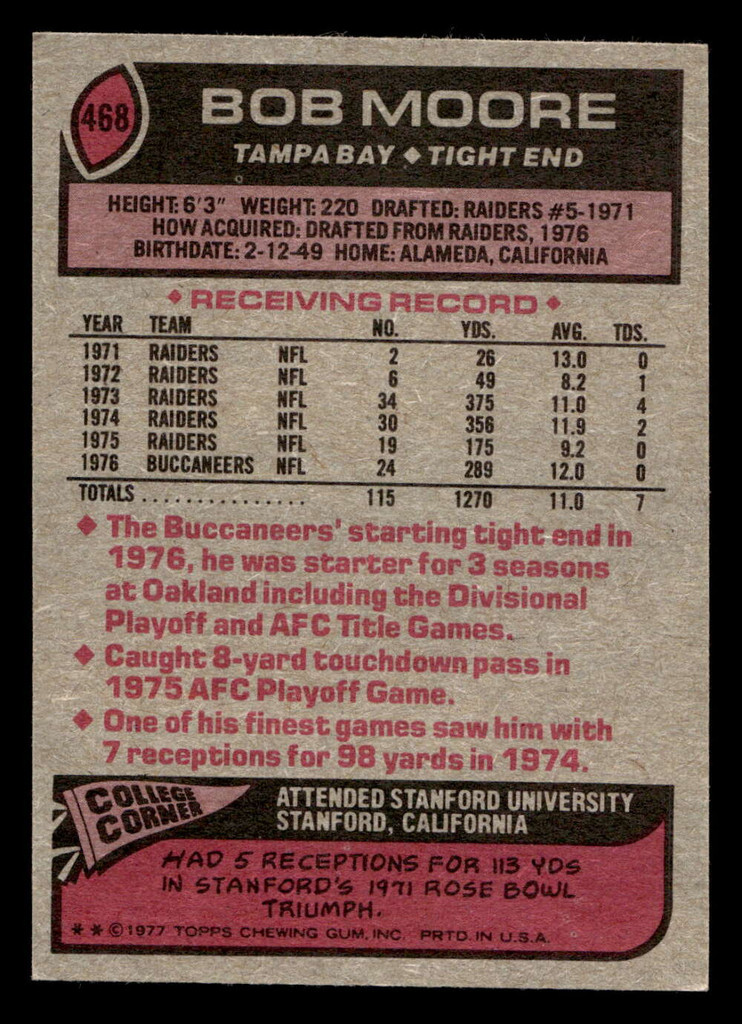 468
BOB MOORE
TAMPA BAY ◆ TIGHT END
HEIGHT: 6'3" WEIGHT: 220 DRAFTED: RAIDERS #5-1971
HOW ACQUIRED: DRAFTED FROM RAIDERS, 1976
BIRTHDATE: 2-12-49 HOME: ALAMEDA, CALIFORNIA
◆ RECEIVING RECORD ◆
YEAR TEAM NO. YDS. AVG. TDS.
1971 RAIDERS NFL 2 26 13.0 0
1972 RAIDERS NFL 6 49 8.2 1
1973 RAIDERS NFL 34 375 11.0 4
1974 RAIDERS NFL 30 356 11.9 2
1975 RAIDERS NFL 19 175 9.2 0
1976 BUCCANEERS NFL 24 289 12.0 0
TOTALS ................ 115 1270 11.0 7
◆ The Buccaneers' starting tight end in
1976, he was starter for 3 seasons
at Oakland including the Divisional
Playoff and AFC Title Games.
◆ Caught 8-yard touchdown pass in
1975 AFC Playoff Game.
◆ One of his finest games saw him with
7 receptions for 98 yards in 1974.
COLLEGE
CORNER
ATTENDED STANFORD UNIVERSITY
STANFORD, CALIFORNIA
HAD 5 RECEPTIONS FOR 113 YDS
IN STANFORD'S 1971 ROSE BOWL
TRIUMPH.
* * © 1977 TOPPS CHEWING GUM, INC. PRTD. IN U.S.A.